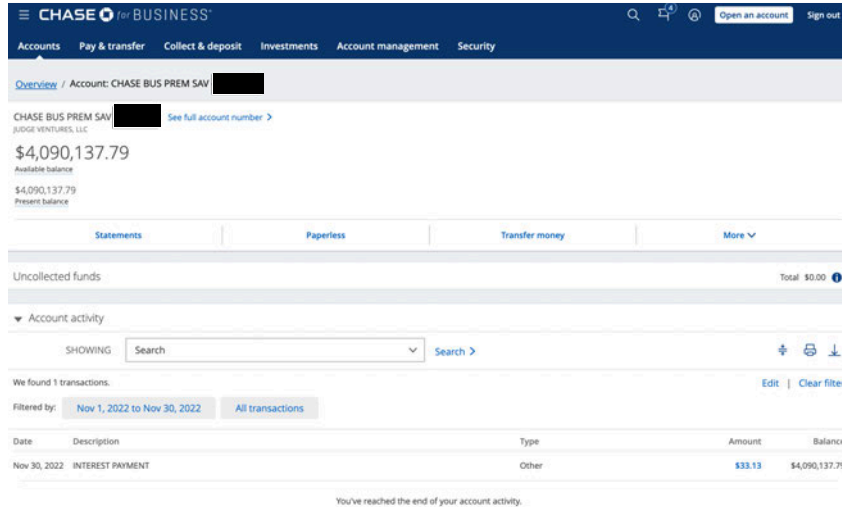 CHASE for BUSINESS®
4
Open an account
Sign out
Accounts Pay & transfer Collect & deposit Investments Account management Security
Overview / Account: CHASE BUS PREM SAV
CHASE BUS PREM SAV See full account number >
JUDGE VENTURES, LLC
$4,090,137.79
Available balance
$4,090,137.79
Present balance
Statements Paperless Transfer money More
Uncollected funds Total $0.00
Account activity
SHOWING Search Search >
We found 1 transactions. Edit | Clear filte
Filtered by: Nov 1, 2022 to Nov 30, 2022 All transactions
Date Description Type Amount Balance
Nov 30, 2022 INTEREST PAYMENT Other $33.13 $4,090,137.79
You've reached the end of your account activity.